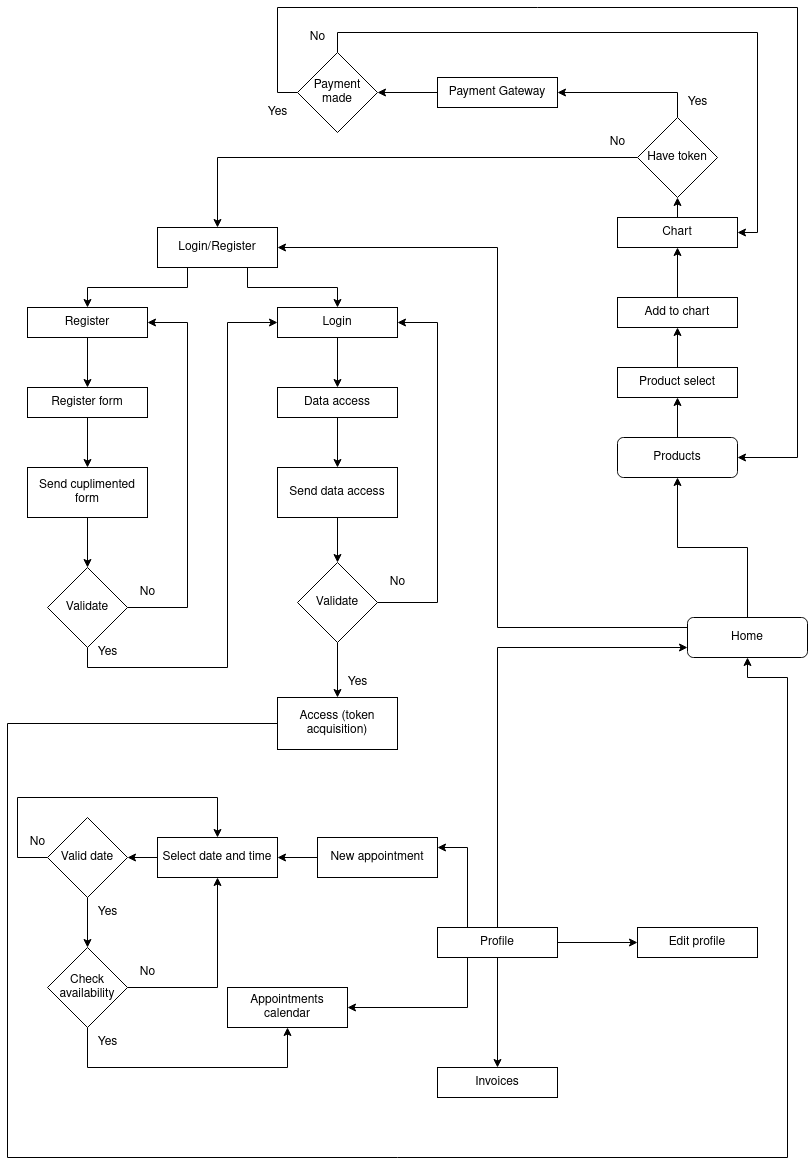 No
Payment
made
Payment Gateway
Yes
Yes
No
Have token
Login/Register
Chart
Register
Login
Add to chart
Register form
Data access
Product select
Send cuplimented
form
Send data access
Products
Validate
No
Validate
No
Yes
Home
Yes
Access (token
acquisition)
No
Valid date
Select date and time
New appointment
Yes
Profile
Edit profile
Check
availability
No
Appointments
calendar
Yes
Invoices